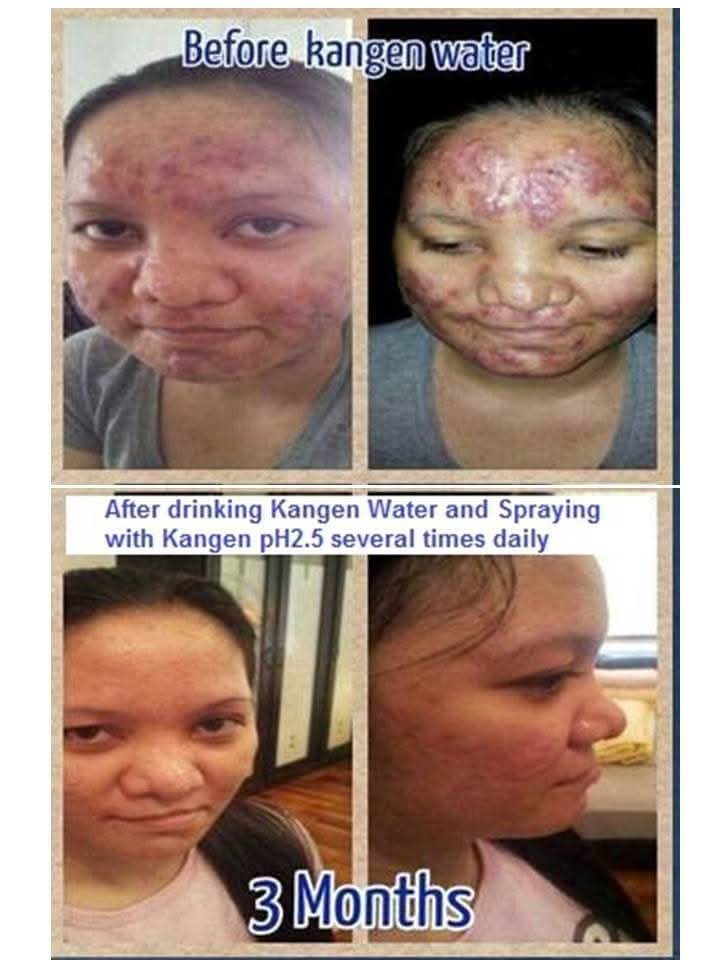 Before kangen water
After drinking Kangen Water and Spraying
with Kangen pH2.5 several times daily
3 Months